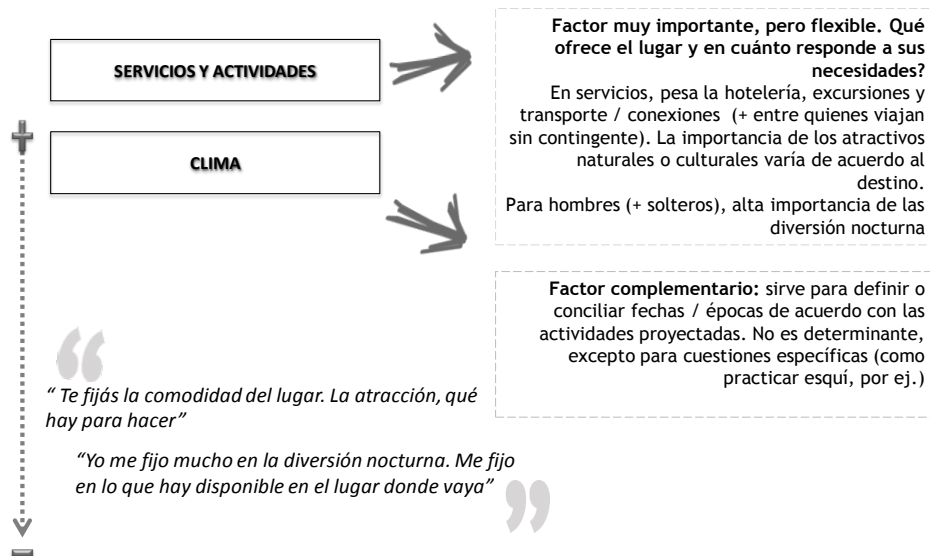 SERVICIOS Y ACTIVIDADES
Factor muy importante, pero flexible. Qué
ofrece el lugar y en cuánto responde a sus
necesidades?
En servicios, pesa la hotelería, excursiones y
transporte / conexiones (+ entre quienes viajan
sin contingente). La importancia de los atractivos
naturales o culturales varía de acuerdo al
destino.
Para hombres (+ solteros), alta importancia de las
diversión nocturna
CLIMA
Factor complementario: sirve para definir o
conciliar fechas / épocas de acuerdo con las
actividades proyectadas. No es determinante,
excepto para cuestiones específicas (como
practicar esquí, por ej.)
“ Te fijás la comodidad del lugar. La atracción, qué
hay para hacer”
“Yo me fijo mucho en la diversión nocturna. Me fijo
en lo que hay disponible en el lugar donde vaya”